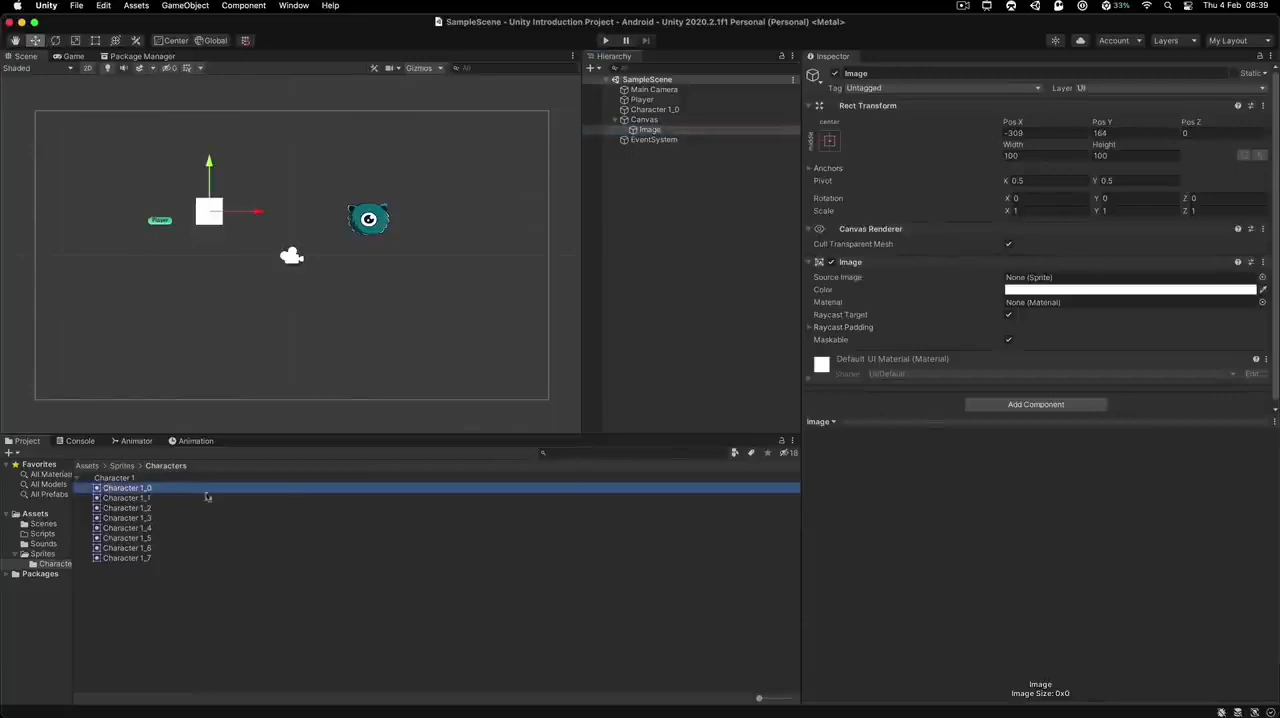 Unity File Edit Assets GameObject Component Window Help 33% Thu 4 Feb 08:39
SampleScene - Unity Introduction Project - Android - Unity 2020.2.1f1 Personal (Personal) <Metal>
Center Global Account Layers My Layout
Scene Game Package Manager
Shaded 2D 0 Gizmos All
Player
Hierarchy
All
SampleScene
Main Camera
Player
Character 1_0
Canvas
Image
EventSystem
Inspector
Image Static
Tag Untagged Layer UI
Rect Transform
center Pos X Pos Y Pos Z
middle -309 164 0
Width Height
100 100
Anchors
Pivot X 0.5 Y 0.5
Rotation X 0 Y 0 Z 0
Scale X 1 Y 1 Z 1
Canvas Renderer
Cull Transparent Mesh
Image
Source Image None (Sprite)
Color
Material None (Material)
Raycast Target
Raycast Padding
Maskable
Default UI Material (Material)
Shader UI/Default Edit...
Add Component
Image
Image
Image Size: 0x0
Project Console Animator Animation
18
Favorites
All Material
All Models
All Prefabs
Assets
Scenes
Scripts
Sounds
Sprites
Characte
Packages
Assets Sprites Characters
Character 1
Character 1_0
Character 1_1
Character 1_2
Character 1_3
Character 1_4
Character 1_5
Character 1_6
Character 1_7